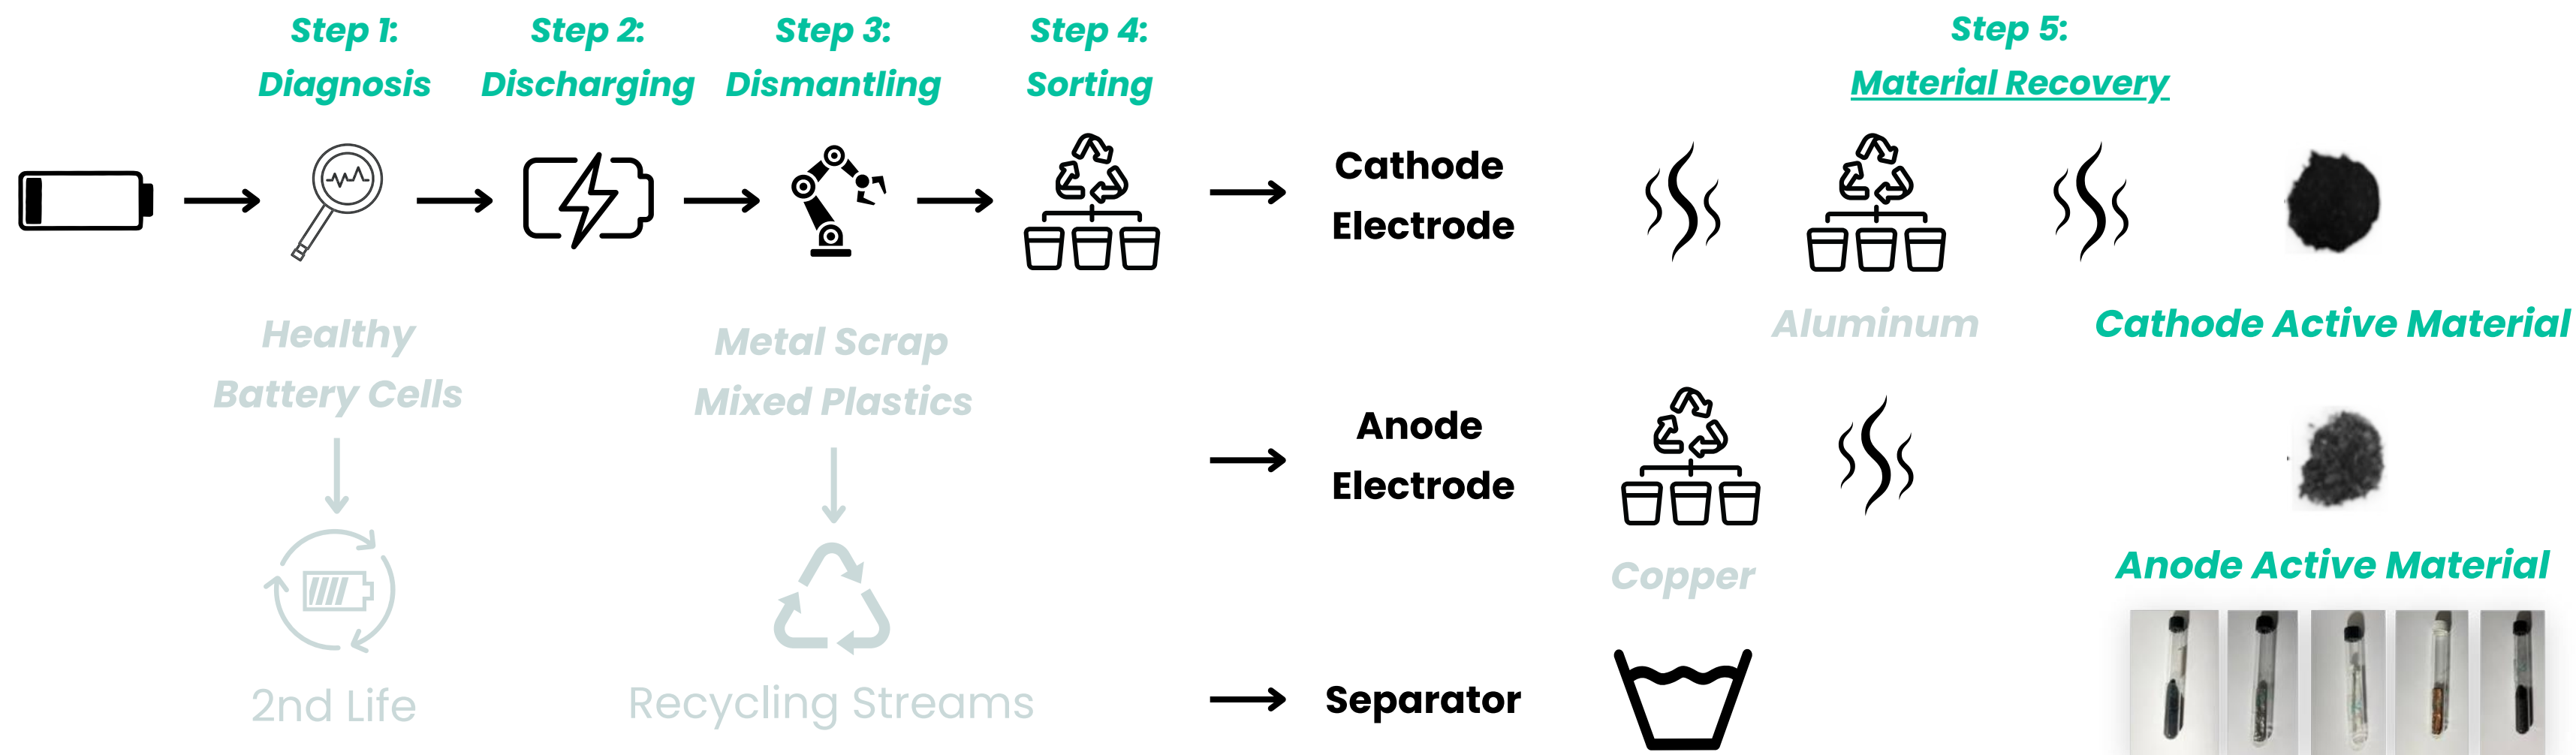 Step 1:
Diagnosis
Step 2:
Discharging
Step 3:
Dismantling
Step 4:
Sorting
Step 5:
Material Recovery
Cathode
Electrode
Healthy
Battery Cells
Metal Scrap
Mixed Plastics
Aluminum
Cathode Active Material
Anode
Electrode
Copper
Anode Active Material
2nd Life
Recycling Streams
Separator